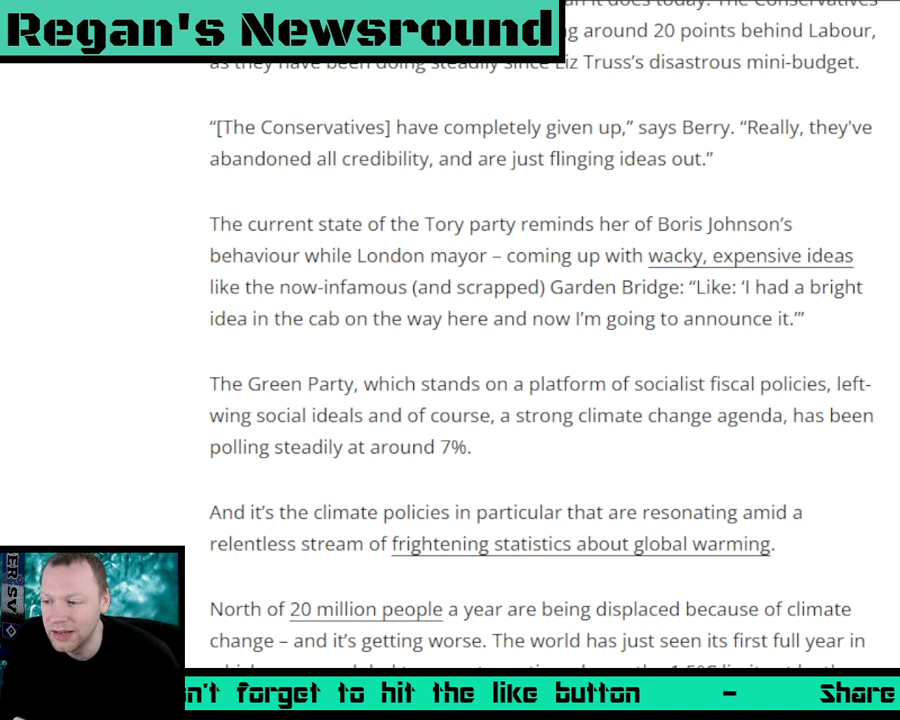 Regan's Newsround
it does today. The Conservatives
around 20 points behind Labour,
as they have been doing steadily since Liz Truss’s disastrous mini-budget.
“[The Conservatives] have completely given up,” says Berry. “Really, they've
abandoned all credibility, and are just flinging ideas out.”
The current state of the Tory party reminds her of Boris Johnson’s
behaviour while London mayor – coming up with wacky, expensive ideas
like the now-infamous (and scrapped) Garden Bridge: “Like: ‘I had a bright
idea in the cab on the way here and now I’m going to announce it.’”
The Green Party, which stands on a platform of socialist fiscal policies, left-
wing social ideals and of course, a strong climate change agenda, has been
polling steadily at around 7%.
And it’s the climate policies in particular that are resonating amid a
relentless stream of frightening statistics about global warming.
North of 20 million people a year are being displaced because of climate
change – and it’s getting worse. The world has just seen its first full year in
n't forget to hit the like button - Share